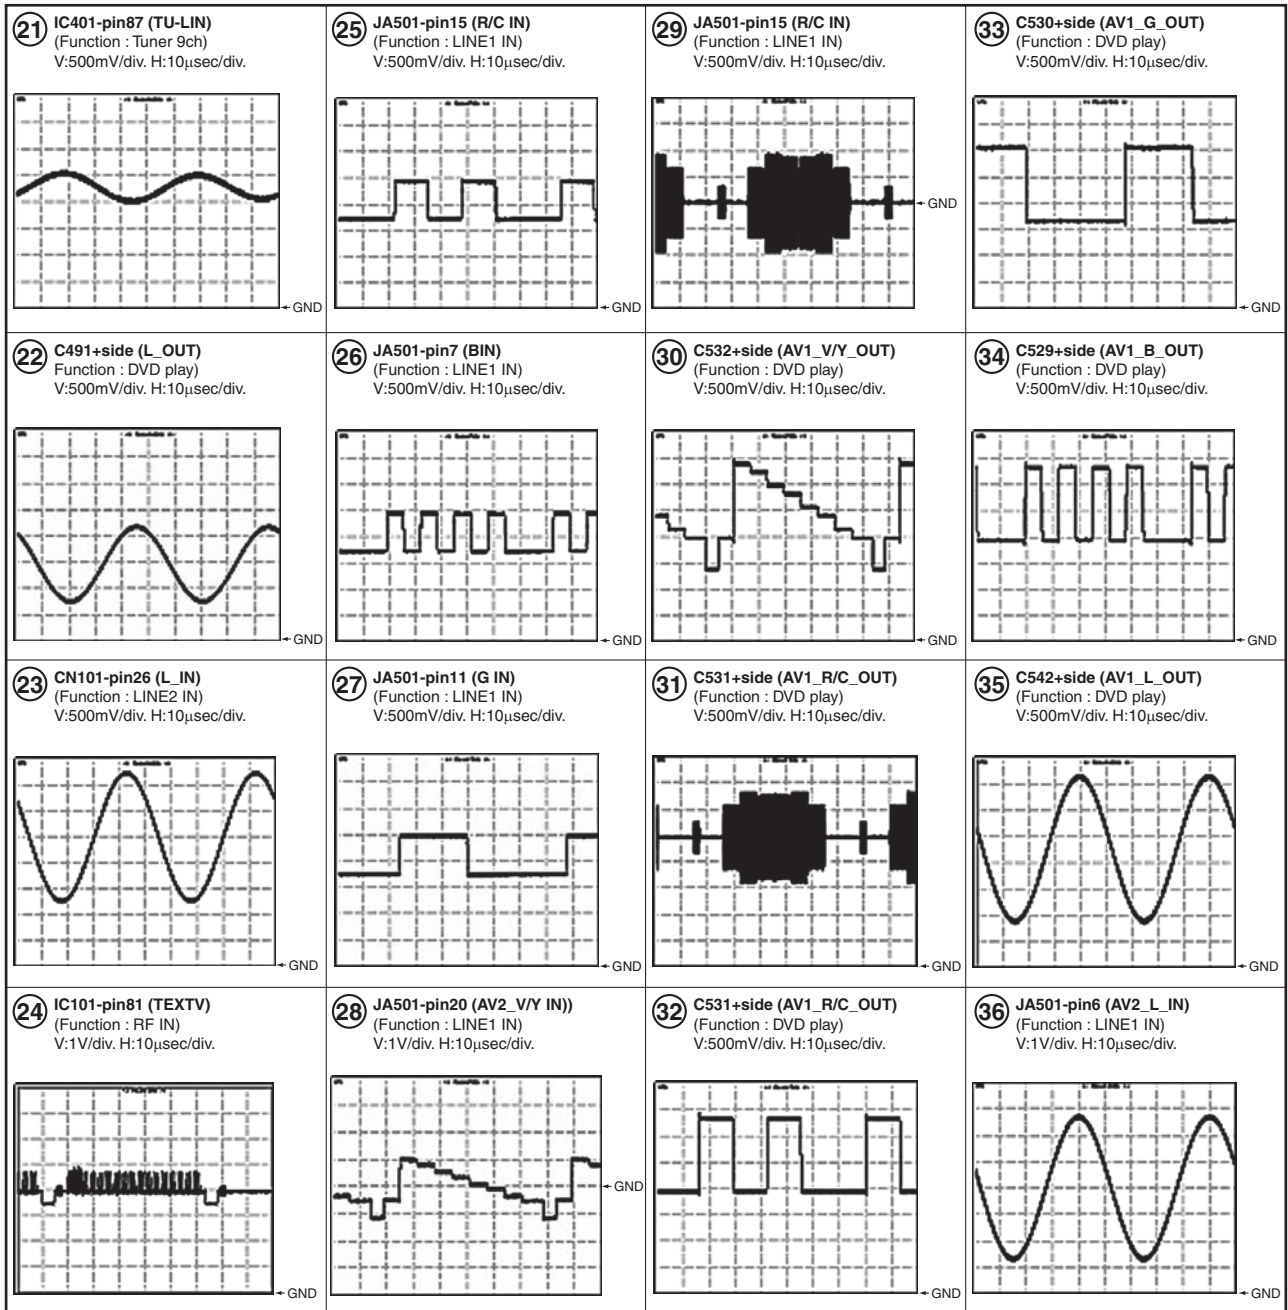 21 IC401-pin87 (TU-LIN)
(Function : Tuner 9ch)
V:500mV/div. H:10µsec/div.
GND
25 JA501-pin15 (R/C IN)
(Function : LINE1 IN)
V:500mV/div. H:10µsec/div.
GND
29 JA501-pin15 (R/C IN)
(Function : LINE1 IN)
V:500mV/div. H:10µsec/div.
GND
33 C530+side (AV1_G_OUT)
(Function : DVD play)
V:500mV/div. H:10µsec/div.
GND
22 C491+side (L_OUT)
Function : DVD play)
V:500mV/div. H:10µsec/div.
GND
26 JA501-pin7 (BIN)
(Function : LINE1 IN)
V:500mV/div. H:10µsec/div.
GND
30 C532+side (AV1_V/Y_OUT)
(Function : DVD play)
V:500mV/div. H:10µsec/div.
GND
34 C529+side (AV1_B_OUT)
(Function : DVD play)
V:500mV/div. H:10µsec/div.
GND
23 CN101-pin26 (L_IN)
(Function : LINE2 IN)
V:500mV/div. H:10µsec/div.
GND
27 JA501-pin11 (G IN)
(Function : LINE1 IN)
V:500mV/div. H:10µsec/div.
GND
31 C531+side (AV1_R/C_OUT)
(Function : DVD play)
V:500mV/div. H:10µsec/div.
GND
35 C542+side (AV1_L_OUT)
(Function : DVD play)
V:500mV/div. H:10µsec/div.
GND
24 IC101-pin81 (TEXTV)
(Function : RF IN)
V:1V/div. H:10µsec/div.
GND
28 JA501-pin20 (AV2_V/Y IN))
(Function : LINE1 IN)
V:1V/div. H:10µsec/div.
GND
32 C531+side (AV1_R/C_OUT)
(Function : DVD play)
V:500mV/div. H:10µsec/div.
GND
36 JA501-pin6 (AV2_L_IN)
(Function : LINE1 IN)
V:1V/div. H:10µsec/div.
GND